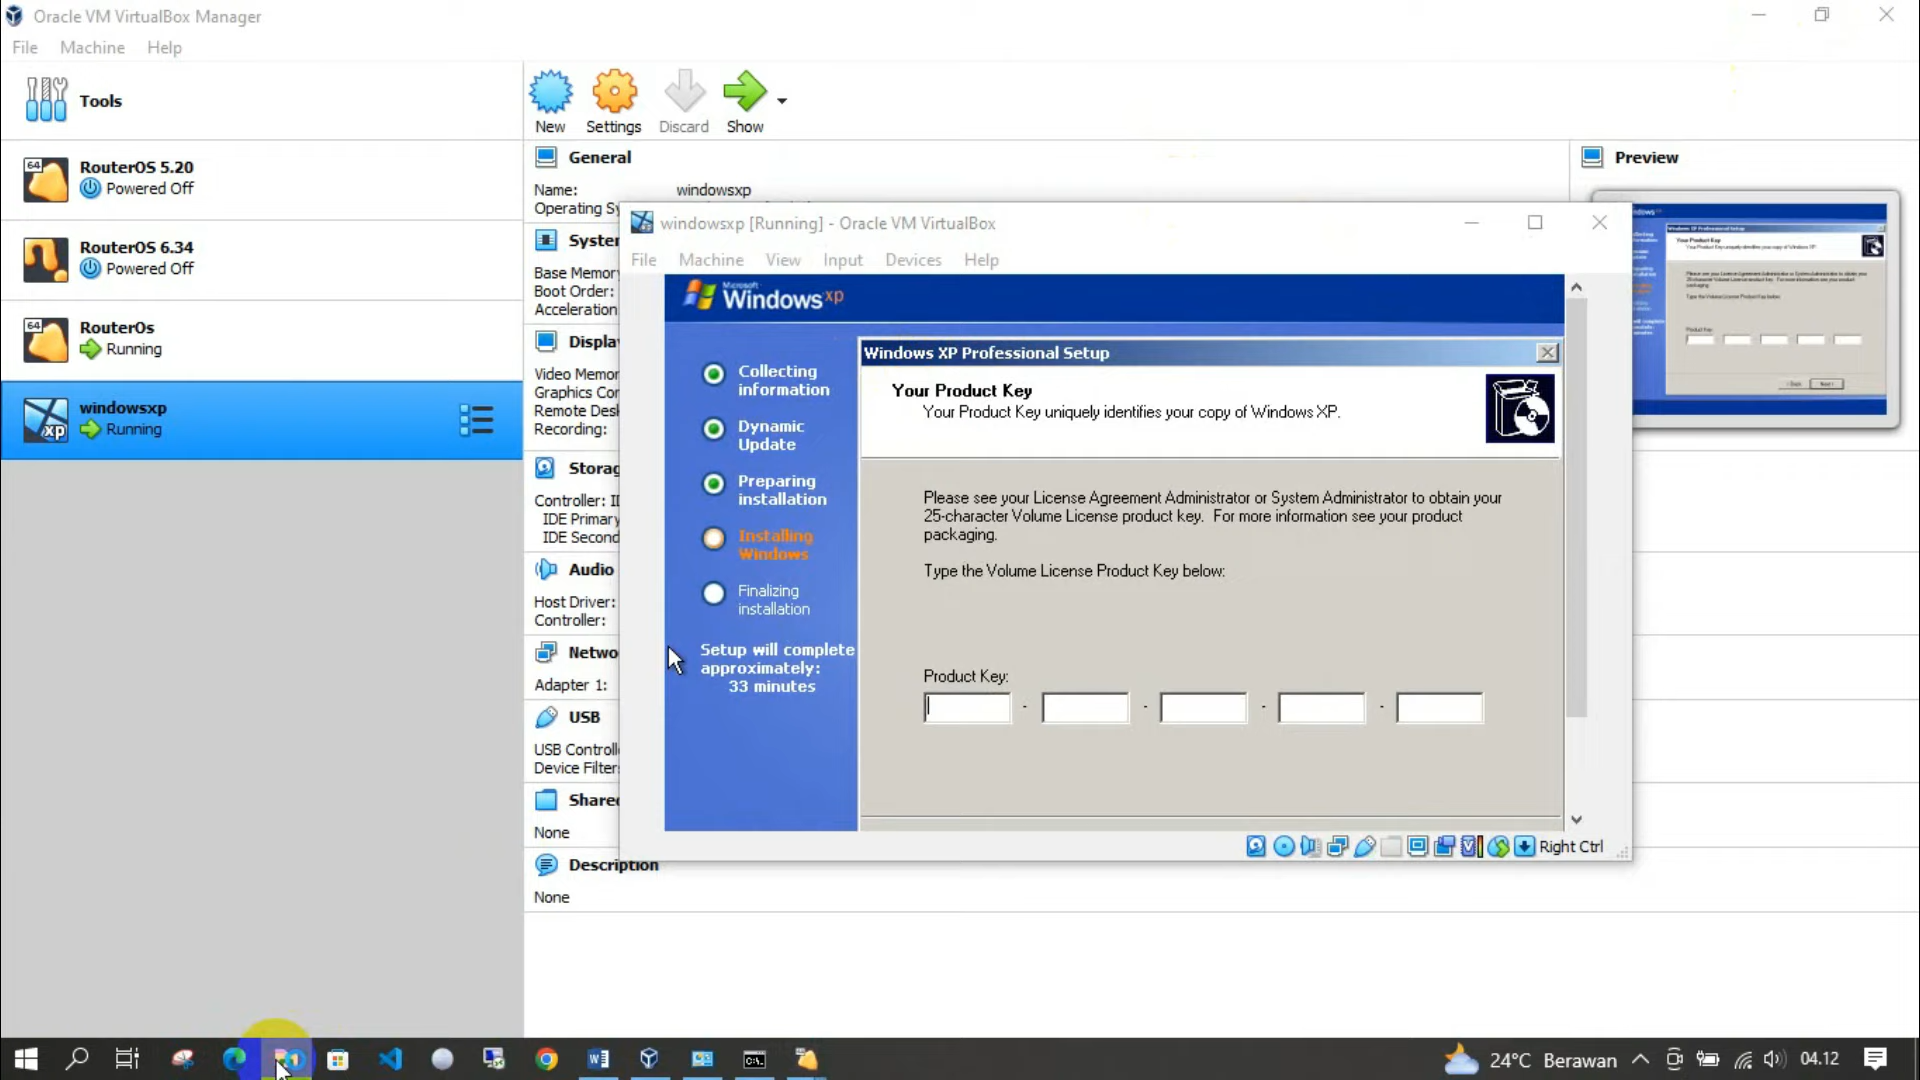 Oracle VM VirtualBox Manager
File Machine Help
Tools
New Settings Discard Show
64
RouterOS 5.20
Powered Off
RouterOS 6.34
Powered Off
64
RouterOs
Running
xp
windowsxp
Running
General
Name: windowsxp
Operating Sy
System
Base Memory
Boot Order:
Acceleration
Display
Video Memor
Graphics Con
Remote Desk
Recording:
Storag
Controller: I
IDE Primary
IDE Second
Audio
Host Driver:
Controller:
Netwo
Adapter 1:
USB
USB Controll
Device Filter
Shared
None
Description
None
Preview
windowsxp [Running] - Oracle VM VirtualBox
File Machine View Input Devices Help
Microsoft
Windows xp
Collecting
information
Dynamic
Update
Preparing
installation
Installing
Windows
Finalizing
installation
Setup will complete
approximately:
33 minutes
Windows XP Professional Setup
Your Product Key
Your Product Key uniquely identifies your copy of Windows XP.
Please see your License Agreement Administrator or System Administrator to obtain your
25-character Volume License product key. For more information see your product
packaging.
Type the Volume License Product Key below:
Product Key:
- - - -
Right Ctrl
24°C Berawan
04.12